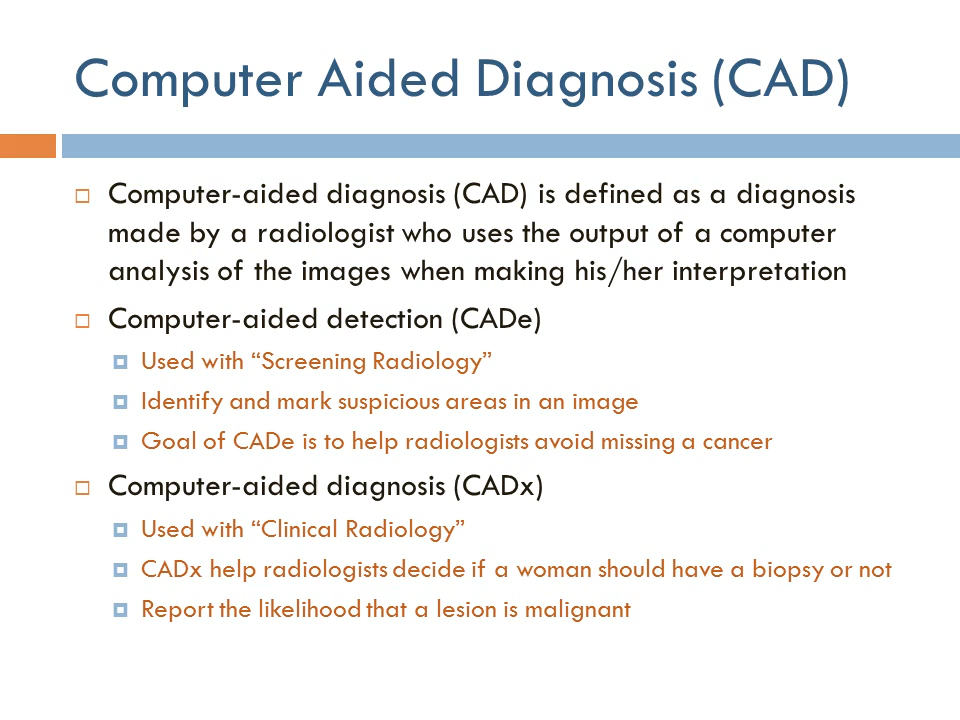 Computer Aided Diagnosis (CAD)
Computer-aided diagnosis (CAD) is defined as a diagnosis
made by a radiologist who uses the output of a computer
analysis of the images when making his/her interpretation
Computer-aided detection (CADe)
Used with “Screening Radiology”
Identify and mark suspicious areas in an image
Goal of CADe is to help radiologists avoid missing a cancer
Computer-aided diagnosis (CADx)
Used with “Clinical Radiology”
CADx help radiologists decide if a woman should have a biopsy or not
Report the likelihood that a lesion is malignant